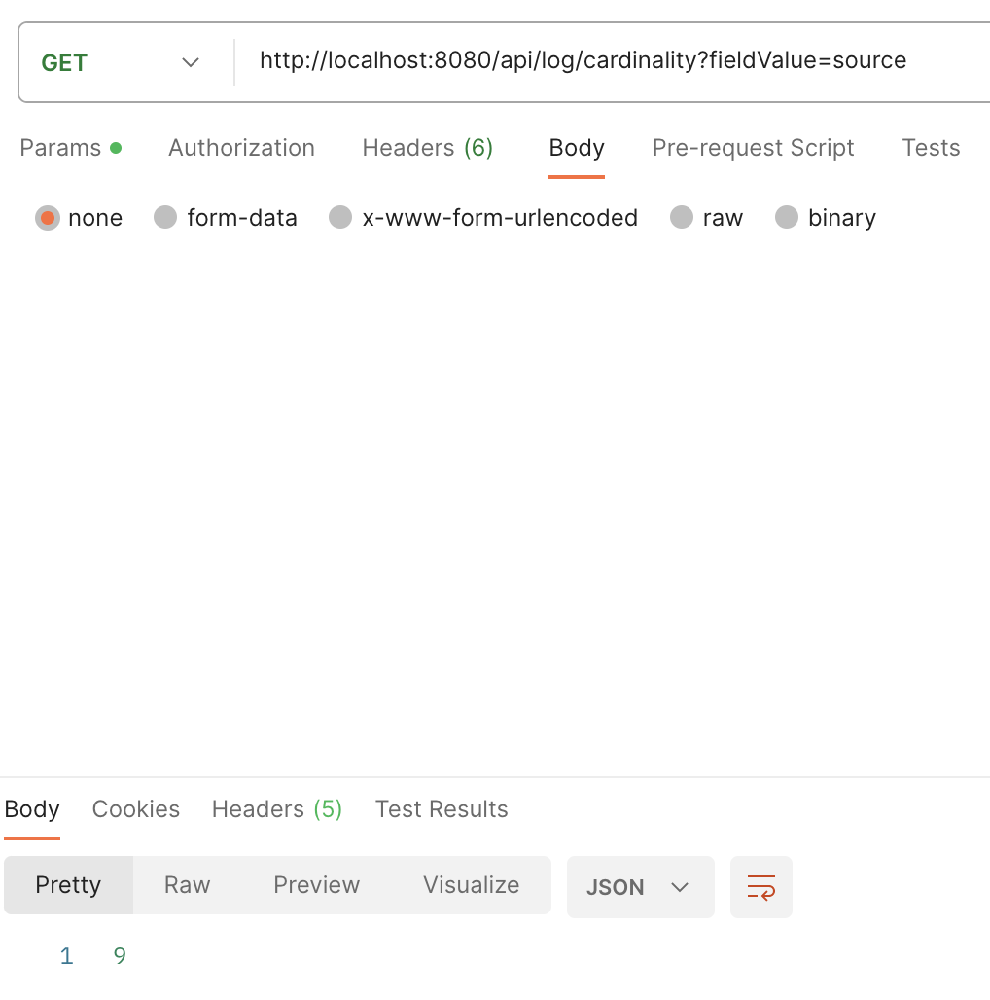 GET http://localhost:8080/api/log/cardinality?fieldValue=source
Params Authorization Headers (6) Body Pre-request Script Tests
none form-data x-www-form-urlencoded raw binary
Body Cookies Headers (5) Test Results
Pretty Raw Preview Visualize JSON
1 9